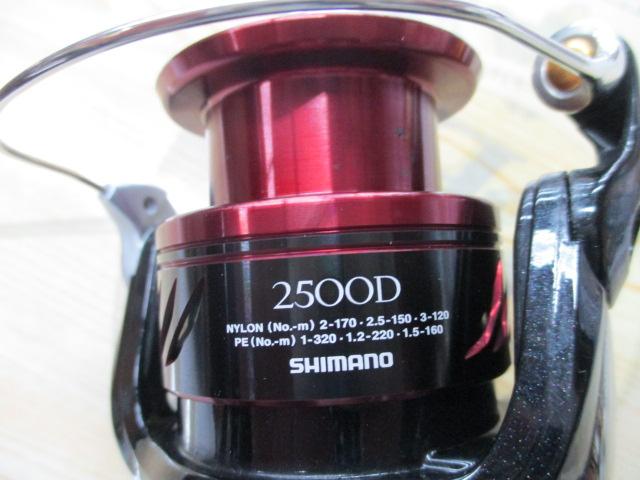 2500D
NYLON (No.-m) 2-170・2.5-150・3-120
PE (No.-m) 1-320・1.2-220・1.5-160
SHIMANO